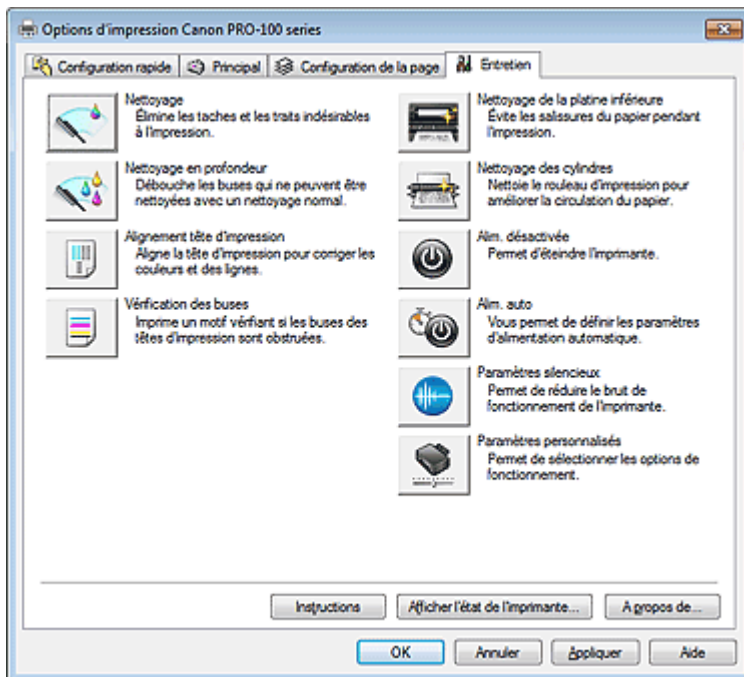 Options d'impression Canon PRO-100 series
Configuration rapide
Principal
Configuration de la page
Entretien
Nettoyage
Élimine les taches et les traits indésirables
à l'impression.
Nettoyage en profondeur
Débouche les buses qui ne peuvent être
nettoyées avec un nettoyage normal.
Alignement tête d'impression
Aligne la tête d'impression pour corriger les
couleurs et des lignes.
Vérification des buses
Imprime un motif vérifiant si les buses des
têtes d'impression sont obstruées.
Nettoyage de la platine inférieure
Évite les salissures du papier pendant
l'impression.
Nettoyage des cylindres
Nettoie le rouleau d'impression pour
améliorer la circulation du papier.
Alim. désactivée
Permet d'éteindre l'imprimante.
Alim. auto
Vous permet de définir les paramètres
d'alimentation automatique.
Paramètres silencieux
Permet de réduire le bruit de
fonctionnement de l'imprimante.
Paramètres personnalisés
Permet de sélectionner les options de
fonctionnement.
Instructions
Afficher l'état de l'imprimante...
A propos de...
OK
Annuler
Appliquer
Aide